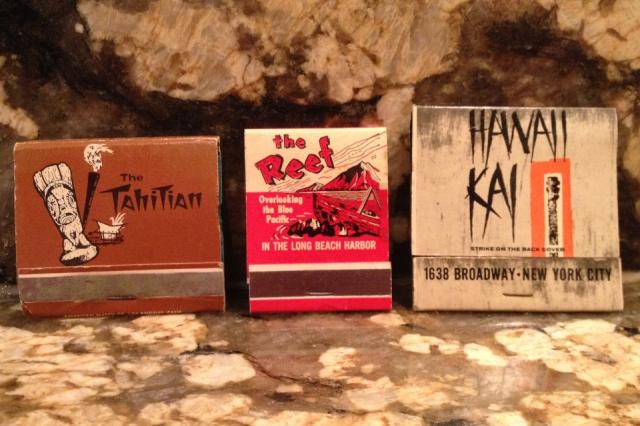 The
Tahitian
the
Reef
Overlooking
the Blue
Pacific
IN THE LONG BEACH HARBOR
HAWAII
KAI
STRIKE ON THE BACK COVER
1638 BROADWAY · NEW YORK CITY